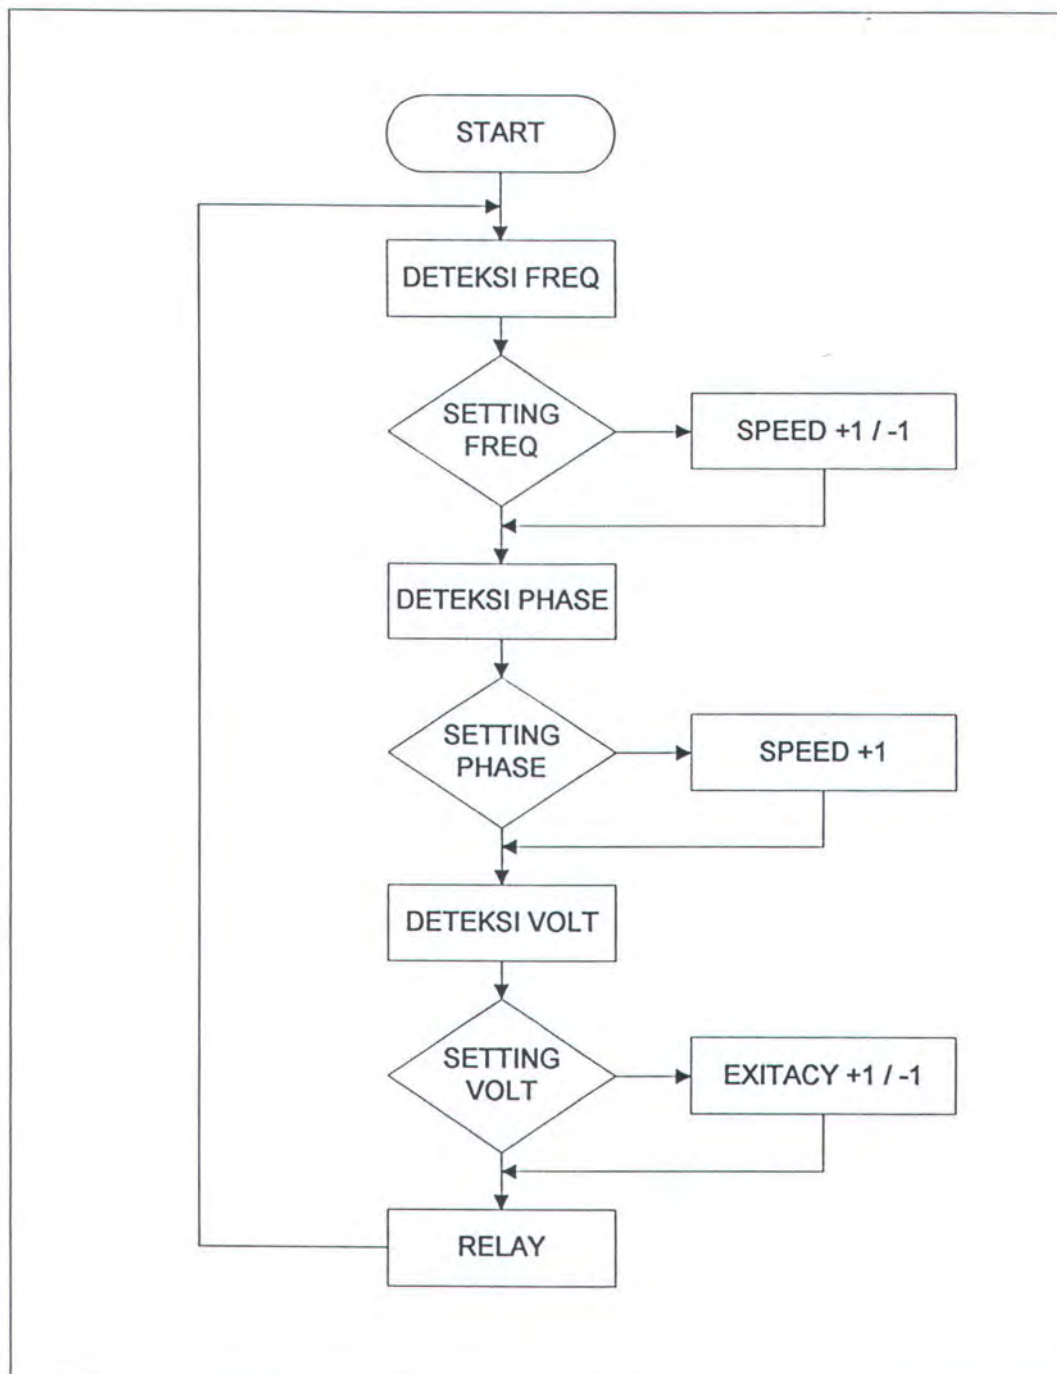 START
DETEKSI FREQ
SETTING
FREQ
SPEED +1 / -1
DETEKSI PHASE
SETTING
PHASE
SPEED +1
DETEKSI VOLT
SETTING
VOLT
EXITACY +1 / -1
RELAY